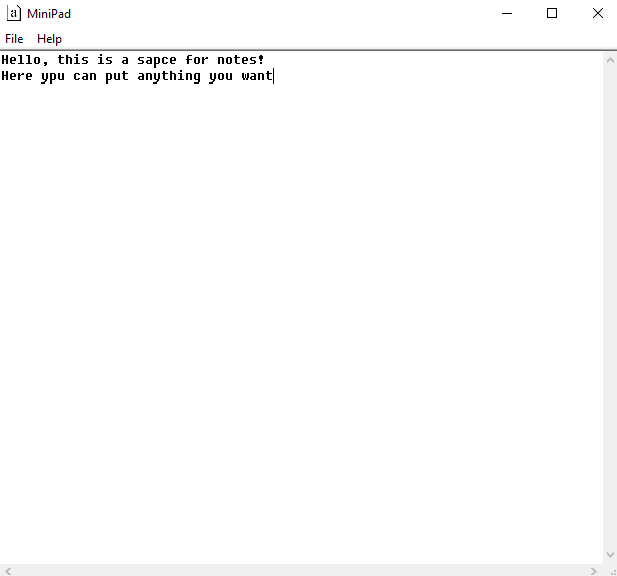 MiniPad
File Help
Hello, this is a sapce for notes!
Here ypu can put anything you want